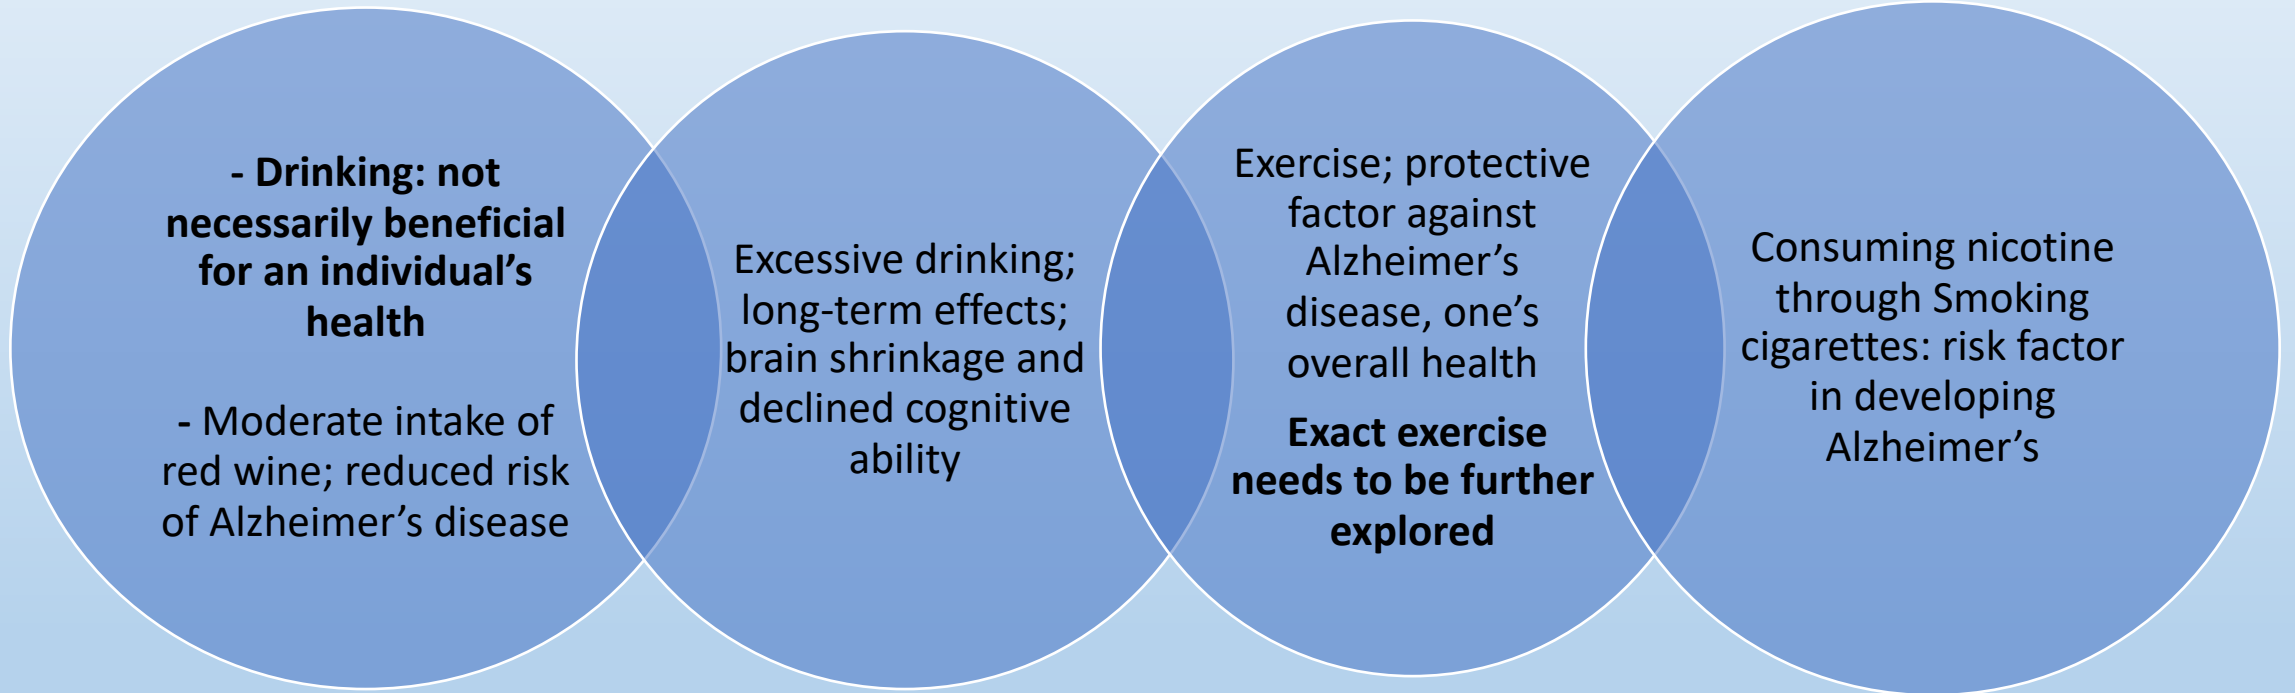 - Drinking: not
necessarily beneficial
for an individual’s
health
- Moderate intake of
red wine; reduced risk
of Alzheimer’s disease
Excessive drinking;
long-term effects;
brain shrinkage and
declined cognitive
ability
Exercise; protective
factor against
Alzheimer’s
disease, one’s
overall health
Exact exercise
needs to be further
explored
Consuming nicotine
through Smoking
cigarettes: risk factor
in developing
Alzheimer’s